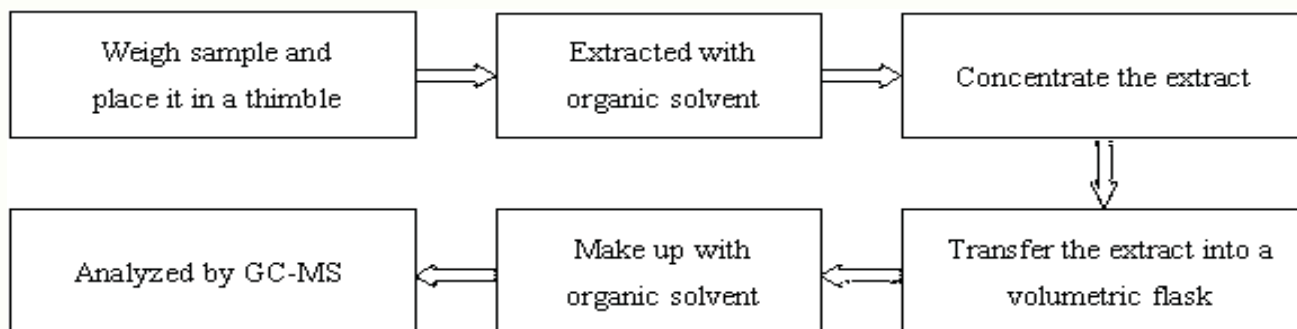 Weigh sample and
place it in a thimble
Extracted with
organic solvent
Concentrate the extract
Transfer the extract into a
volumetric flask
Make up with
organic solvent
Analyzed by GC-MS